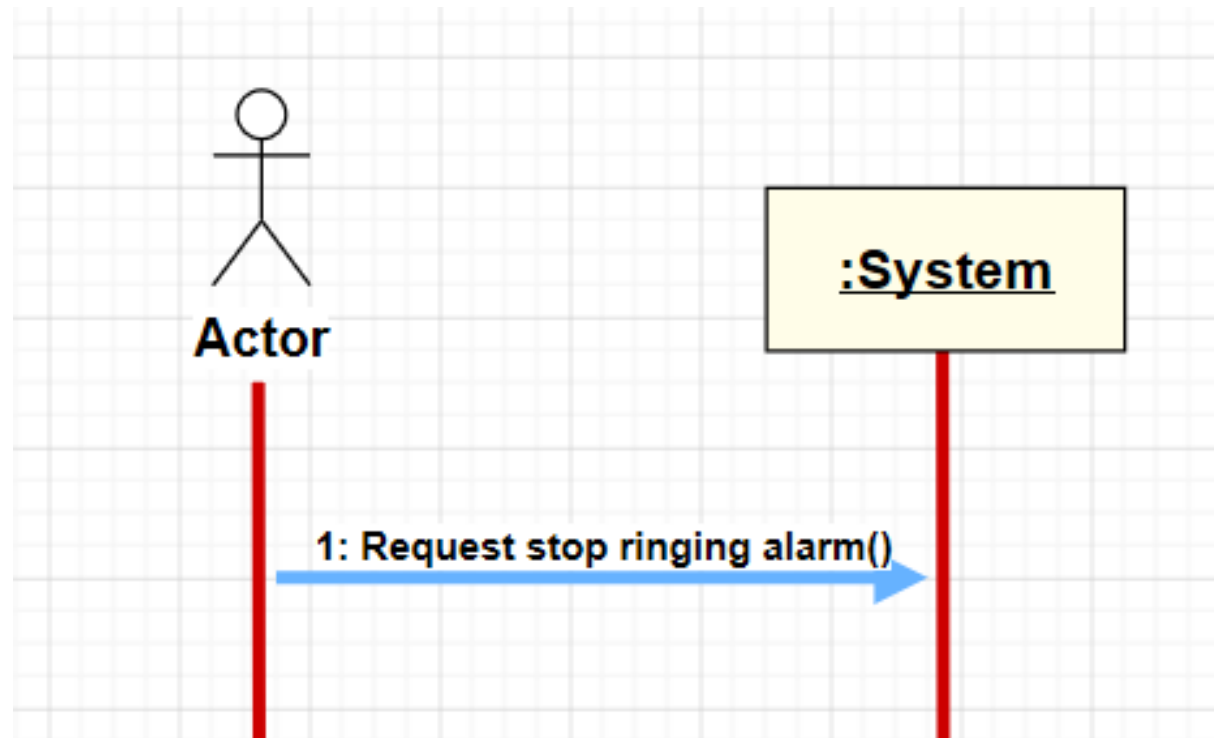 :System
Actor
1: Request stop ringing alarm()